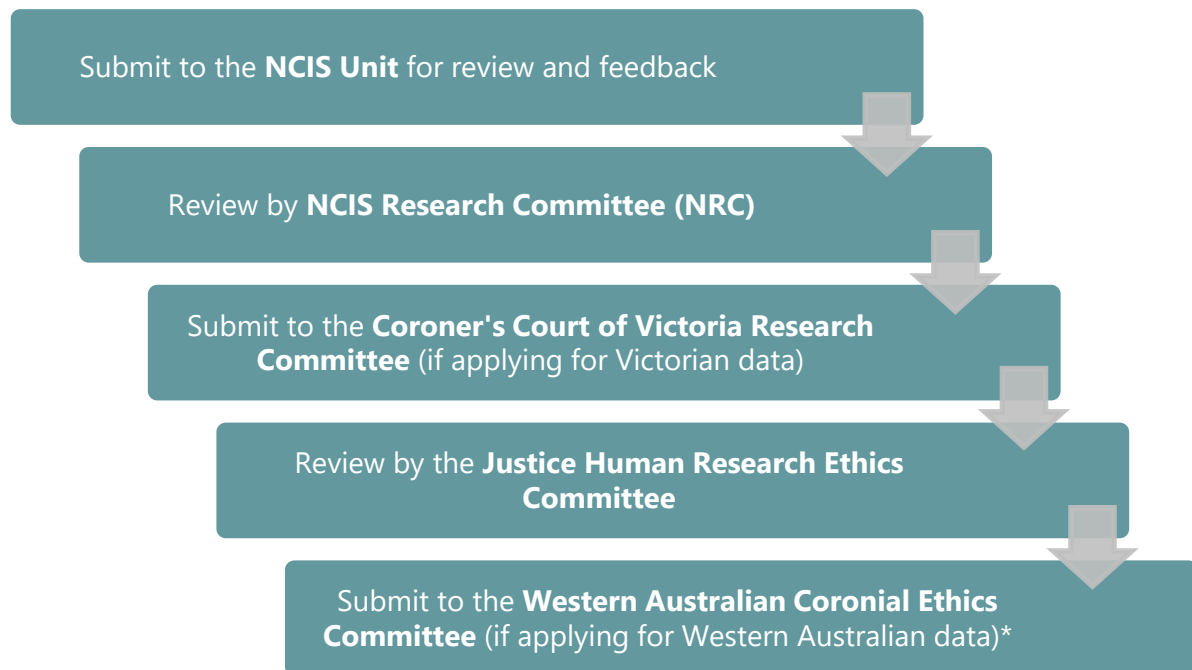 Submit to the NCIS Unit for review and feedback
Review by NCIS Research Committee (NRC)
Submit to the Coroner's Court of Victoria Research
Committee (if applying for Victorian data)
Review by the Justice Human Research Ethics
Committee
Submit to the Western Australian Coronial Ethics
Committee (if applying for Western Australian data)*